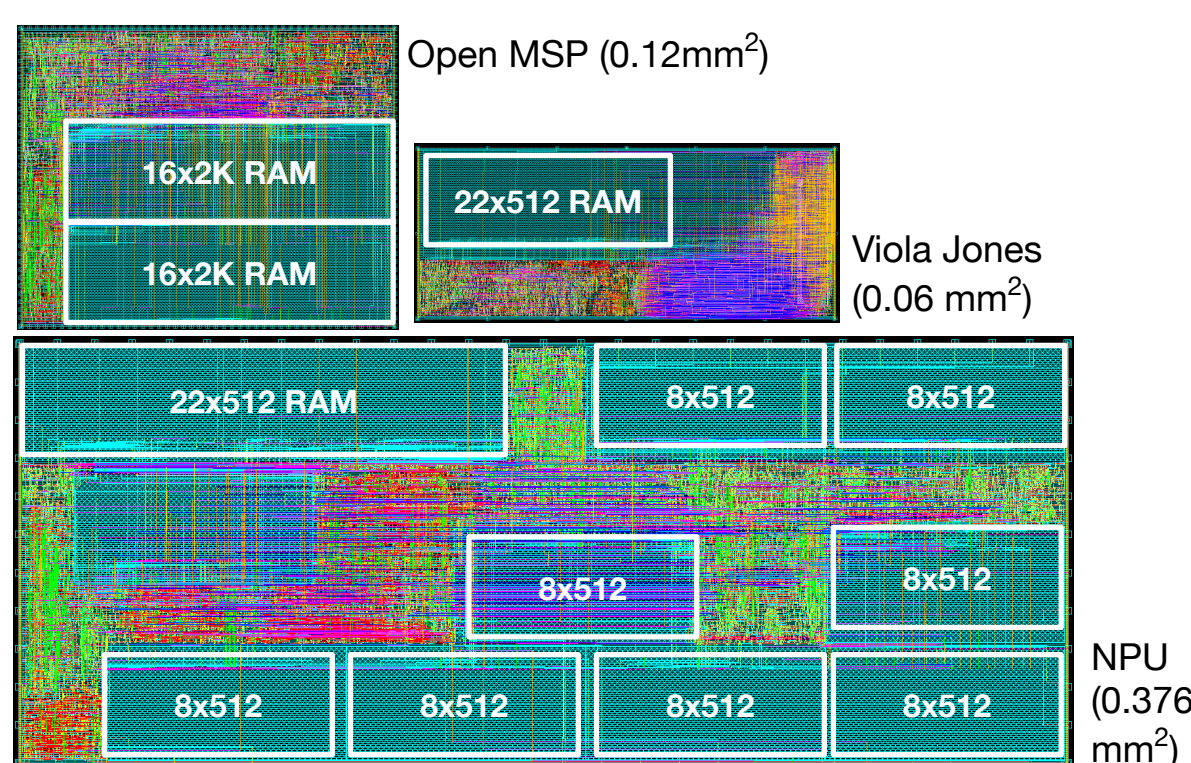 Open MSP (0.12mm²)
16x2K RAM
16x2K RAM
22x512 RAM
Viola Jones
(0.06 mm²)
22x512 RAM
8x512
8x512
8x512
8x512
8x512
8x512
8x512
8x512
NPU
(0.376
mm²)